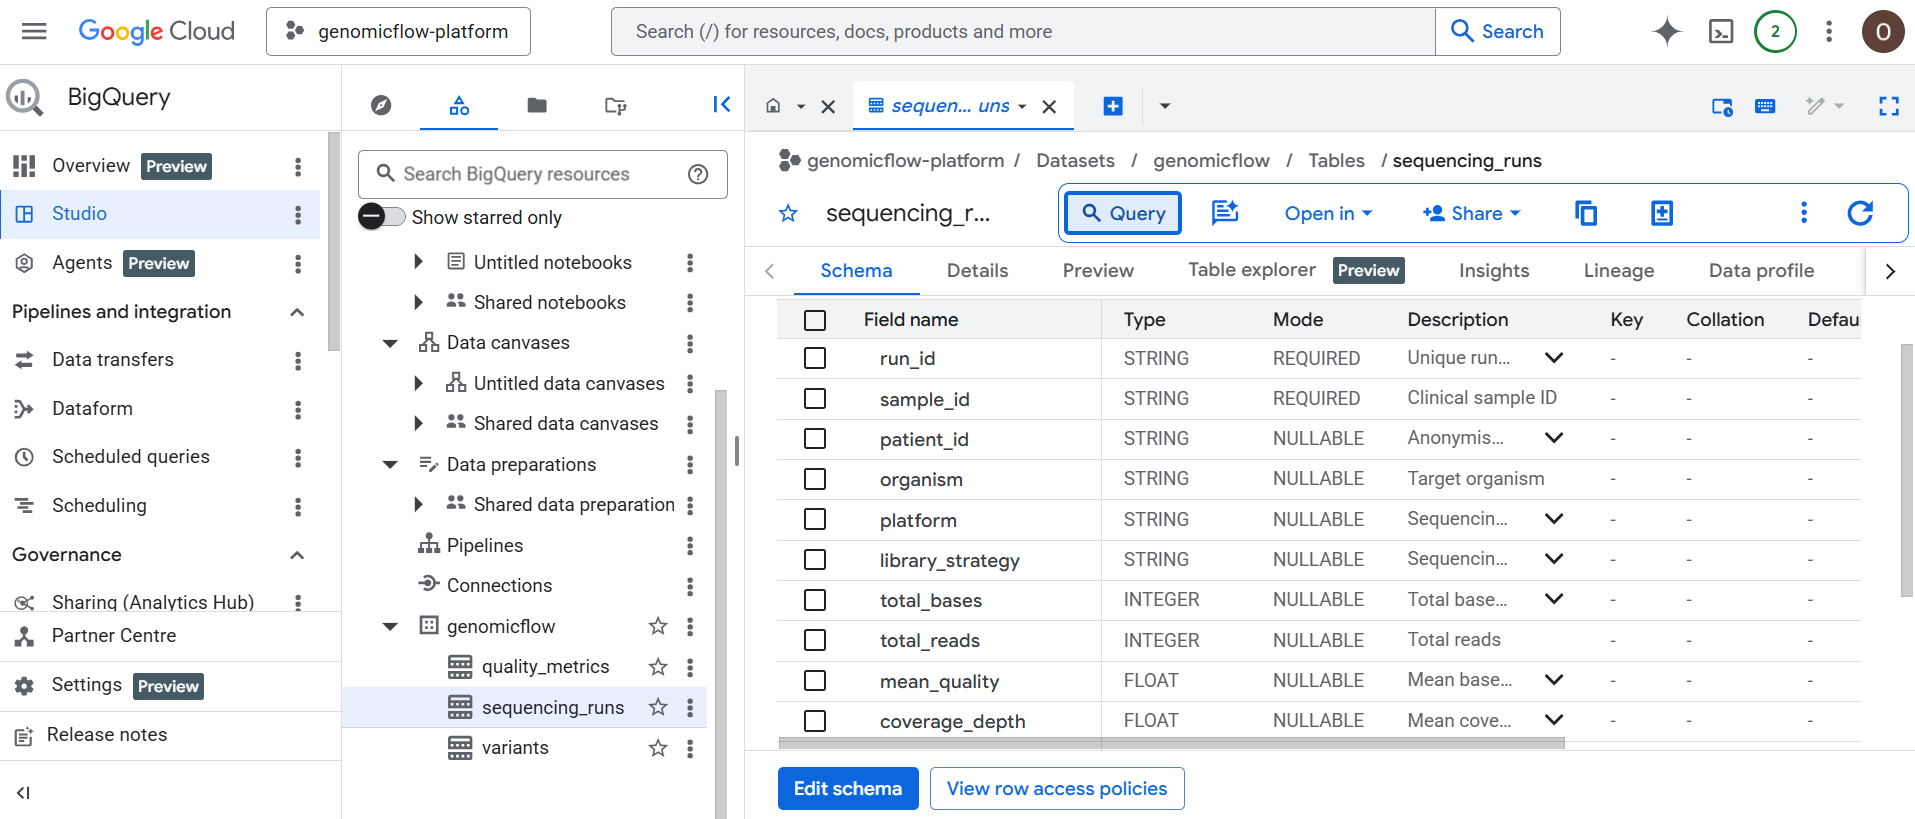 Google Cloud
genomicflow-platform
Search (/) for resources, docs, products and more
Search
2
O
BigQuery
Overview Preview
Studio
Agents Preview
Pipelines and integration
Data transfers
Dataform
Scheduled queries
Scheduling
Governance
Sharing (Analytics Hub)
Partner Centre
Settings Preview
Release notes
Search BigQuery resources
Show starred only
Untitled notebooks
Shared notebooks
Data canvases
Untitled data canvases
Shared data canvases
Data preparations
Shared data preparation
Pipelines
Connections
genomicflow
quality_metrics
sequencing_runs
variants
sequen... uns
genomicflow-platform / Datasets / genomicflow / Tables / sequencing_runs
sequencing_r...
Query
Open in
Share
Schema
Details
Preview
Table explorer Preview
Insights
Lineage
Data profile
Field name Type Mode Description Key Collation Defau
run_id STRING REQUIRED Unique run... - - -
sample_id STRING REQUIRED Clinical sample ID - - -
patient_id STRING NULLABLE Anonymis... - - -
organism STRING NULLABLE Target organism - - -
platform STRING NULLABLE Sequencin... - - -
library_strategy STRING NULLABLE Sequencin... - - -
total_bases INTEGER NULLABLE Total base... - - -
total_reads INTEGER NULLABLE Total reads - - -
mean_quality FLOAT NULLABLE Mean base... - - -
coverage_depth FLOAT NULLABLE Mean cove... - - -
Edit schema
View row access policies